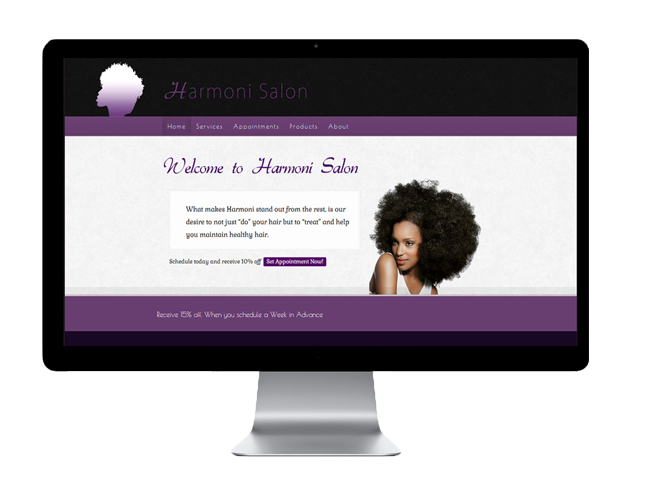 Harmoni Salon
Home Services Appointments Products About
Welcome to Harmoni Salon
What makes Harmoni stand out from the rest, is our
desire to not just "do" your hair but to "treat" and help
you maintain healthy hair.
Schedule today and receive 10% off Set Appointment Now!
Receive 15% off. When you schedule a Week in Advance